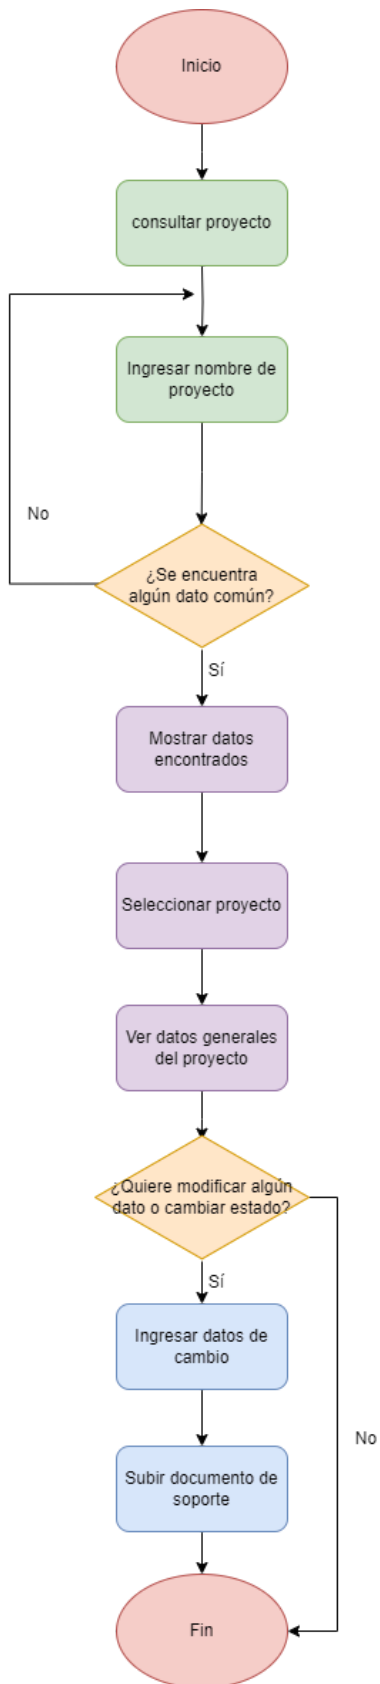 Inicio
consultar proyecto
Ingresar nombre de
proyecto
No
¿Se encuentra
algún dato común?
Sí
Mostrar datos
encontrados
Seleccionar proyecto
Ver datos generales
del proyecto
¿Quiere modificar algún
dato o cambiar estado?
Sí
Ingresar datos de
cambio
No
Subir documento de
soporte
Fin